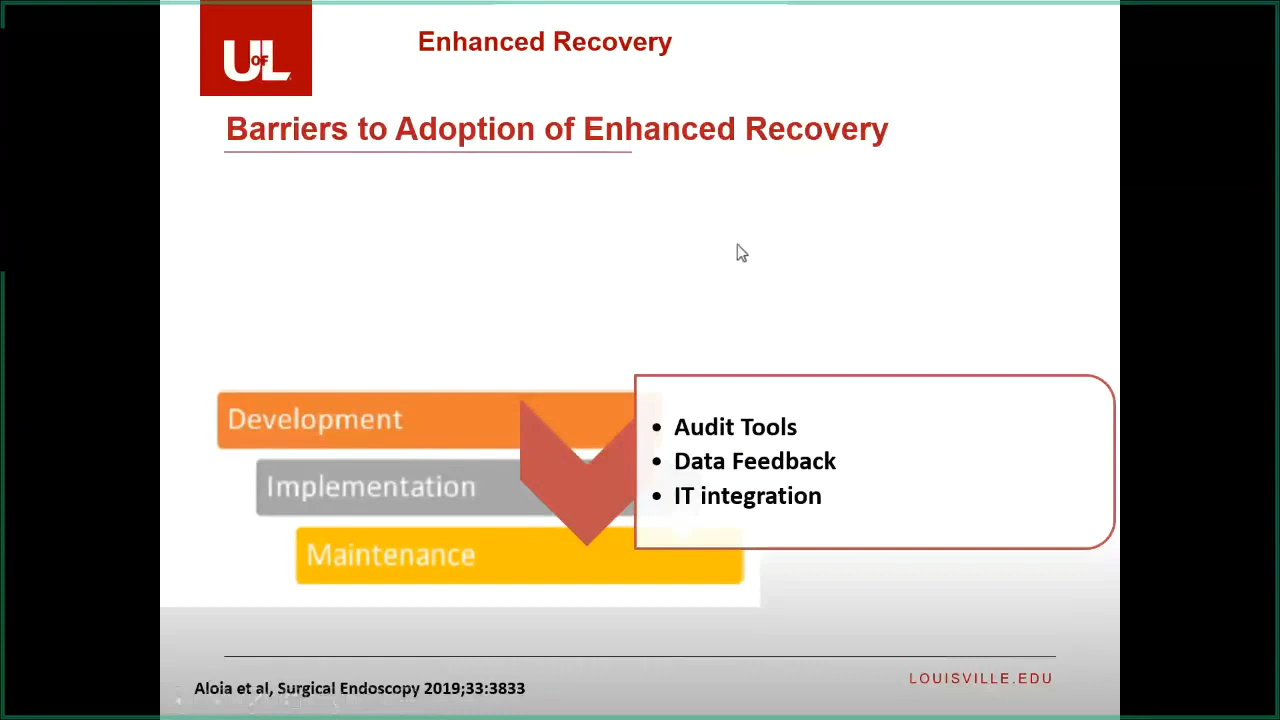 UofL
Enhanced Recovery
Barriers to Adoption of Enhanced Recovery
Development
Implementation
Maintenance
• Audit Tools
• Data Feedback
• IT integration
Aloia et al, Surgical Endoscopy 2019;33:3833
LOUISVILLE.EDU